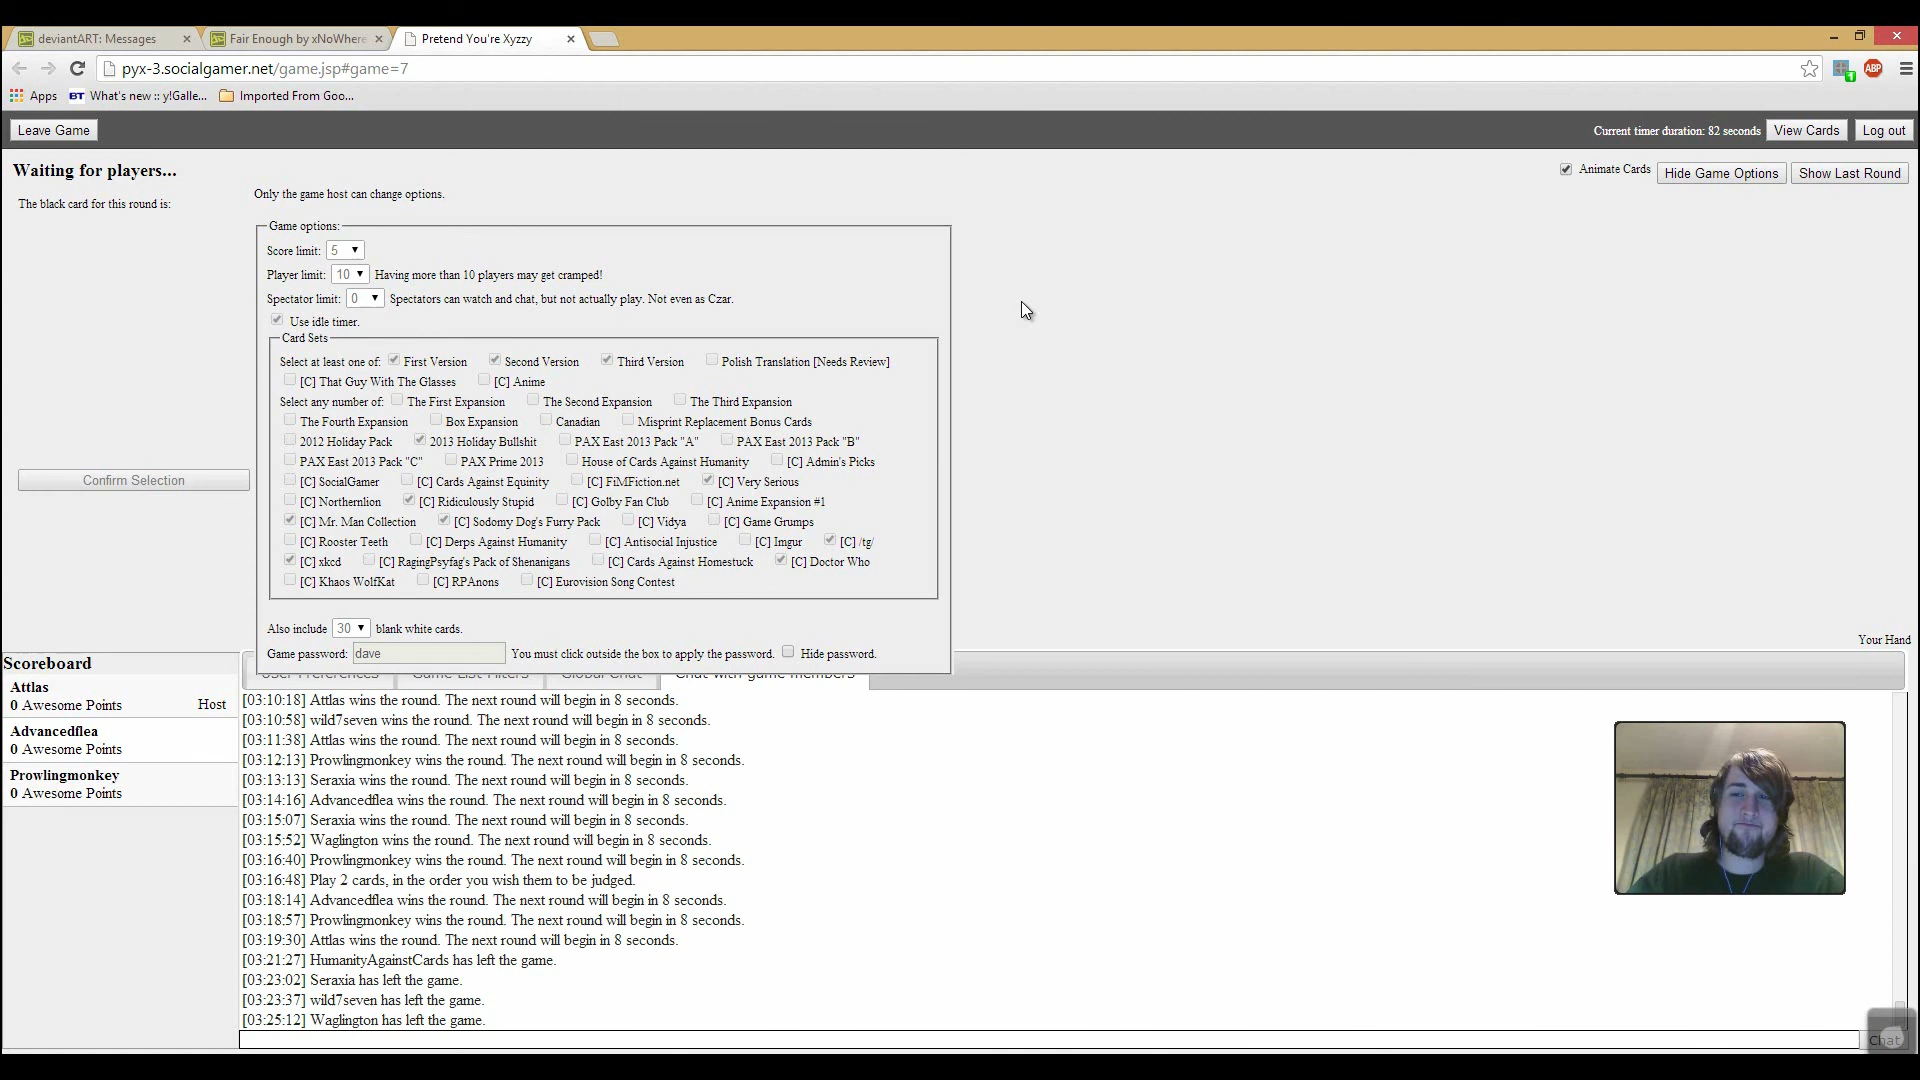 deviantART: Messages
Fair Enough by xNoWhere
Pretend You're Xyzzy
pyx-3.socialgamer.net/game.jsp#game=7
ABP
1
Apps
BT What's new :: y!Galle...
Imported From Goo...
Leave Game
Current timer duration: 82 seconds
View Cards
Log out
Waiting for players...
Animate Cards
Hide Game Options
Show Last Round
The black card for this round is:
Only the game host can change options.
Game options:
Score limit: 5
Player limit: 10 Having more than 10 players may get cramped!
Spectator limit: 0 Spectators can watch and chat, but not actually play. Not even as Czar.
Use idle timer.
Card Sets
Select at least one of: First Version Second Version Third Version Polish Translation [Needs Review]
[C] That Guy With The Glasses [C] Anime
Select any number of: The First Expansion The Second Expansion The Third Expansion
The Fourth Expansion Box Expansion Canadian Misprint Replacement Bonus Cards
2012 Holiday Pack 2013 Holiday Bullshit PAX East 2013 Pack "A" PAX East 2013 Pack "B"
PAX East 2013 Pack "C" PAX Prime 2013 House of Cards Against Humanity [C] Admin's Picks
[C] SocialGamer [C] Cards Against Equinity [C] FiMFiction.net [C] Very Serious
[C] Northernlion [C] Ridiculously Stupid [C] Golby Fan Club [C] Anime Expansion #1
[C] Mr. Man Collection [C] Sodomy Dog's Furry Pack [C] Vidya [C] Game Grumps
[C] Rooster Teeth [C] Derps Against Humanity [C] Antisocial Injustice [C] Imgur [C] /tg/
[C] xkcd [C] RagingPsyfag's Pack of Shenanigans [C] Cards Against Homestuck [C] Doctor Who
[C] Khaos WolfKat [C] RPAnons [C] Eurovision Song Contest
Confirm Selection
Also include 30 blank white cards.
Game password: dave You must click outside the box to apply the password. Hide password.
Your Hand
User Preferences
Game List Filters
Global Chat
Chat with game members
Scoreboard
Attlas
0 Awesome Points Host
Advancedflea
0 Awesome Points
Prowlingmonkey
0 Awesome Points
[03:10:18] Attlas wins the round. The next round will begin in 8 seconds.
[03:10:58] wild7seven wins the round. The next round will begin in 8 seconds.
[03:11:38] Attlas wins the round. The next round will begin in 8 seconds.
[03:12:13] Prowlingmonkey wins the round. The next round will begin in 8 seconds.
[03:13:13] Seraxia wins the round. The next round will begin in 8 seconds.
[03:14:16] Advancedflea wins the round. The next round will begin in 8 seconds.
[03:15:07] Seraxia wins the round. The next round will begin in 8 seconds.
[03:15:52] Waglington wins the round. The next round will begin in 8 seconds.
[03:16:40] Prowlingmonkey wins the round. The next round will begin in 8 seconds.
[03:16:48] Play 2 cards, in the order you wish them to be judged.
[03:18:14] Advancedflea wins the round. The next round will begin in 8 seconds.
[03:18:57] Prowlingmonkey wins the round. The next round will begin in 8 seconds.
[03:19:30] Attlas wins the round. The next round will begin in 8 seconds.
[03:21:27] HumanityAgainstCards has left the game.
[03:23:02] Seraxia has left the game.
[03:23:37] wild7seven has left the game.
[03:25:12] Waglington has left the game.
Chat